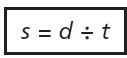 s = d ÷ t